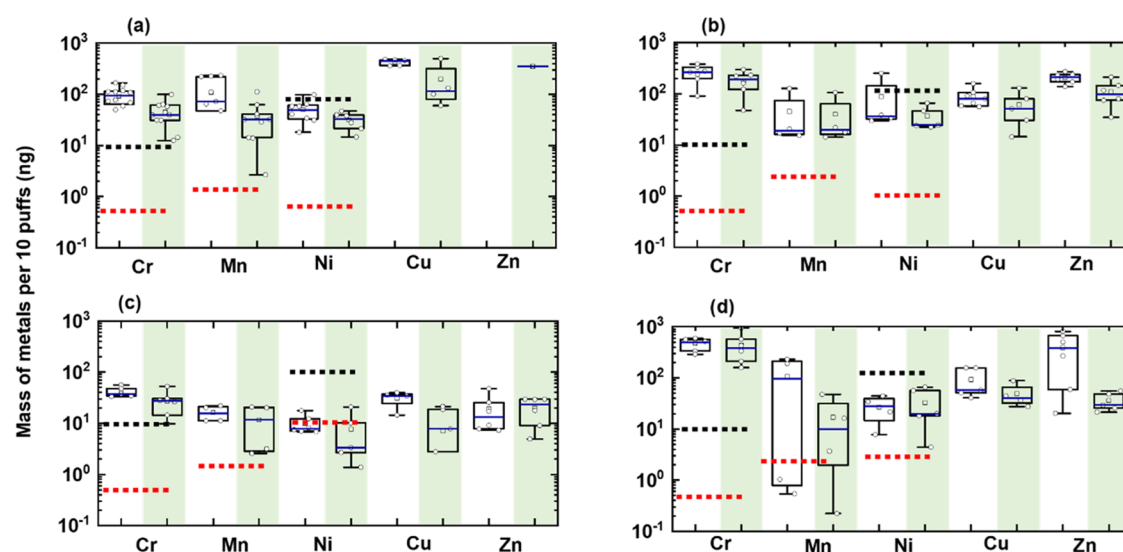 Mass of metals per 10 puffs (ng)
(a)
10³
10²
10¹
10⁰
10⁻¹
Cr Mn Ni Cu Zn
(b)
10³
10²
10¹
10⁰
10⁻¹
Cr Mn Ni Cu Zn
(c)
10³
10²
10¹
10⁰
10⁻¹
Cr Mn Ni Cu Zn
(d)
10³
10²
10¹
10⁰
10⁻¹
Cr Mn Ni Cu Zn